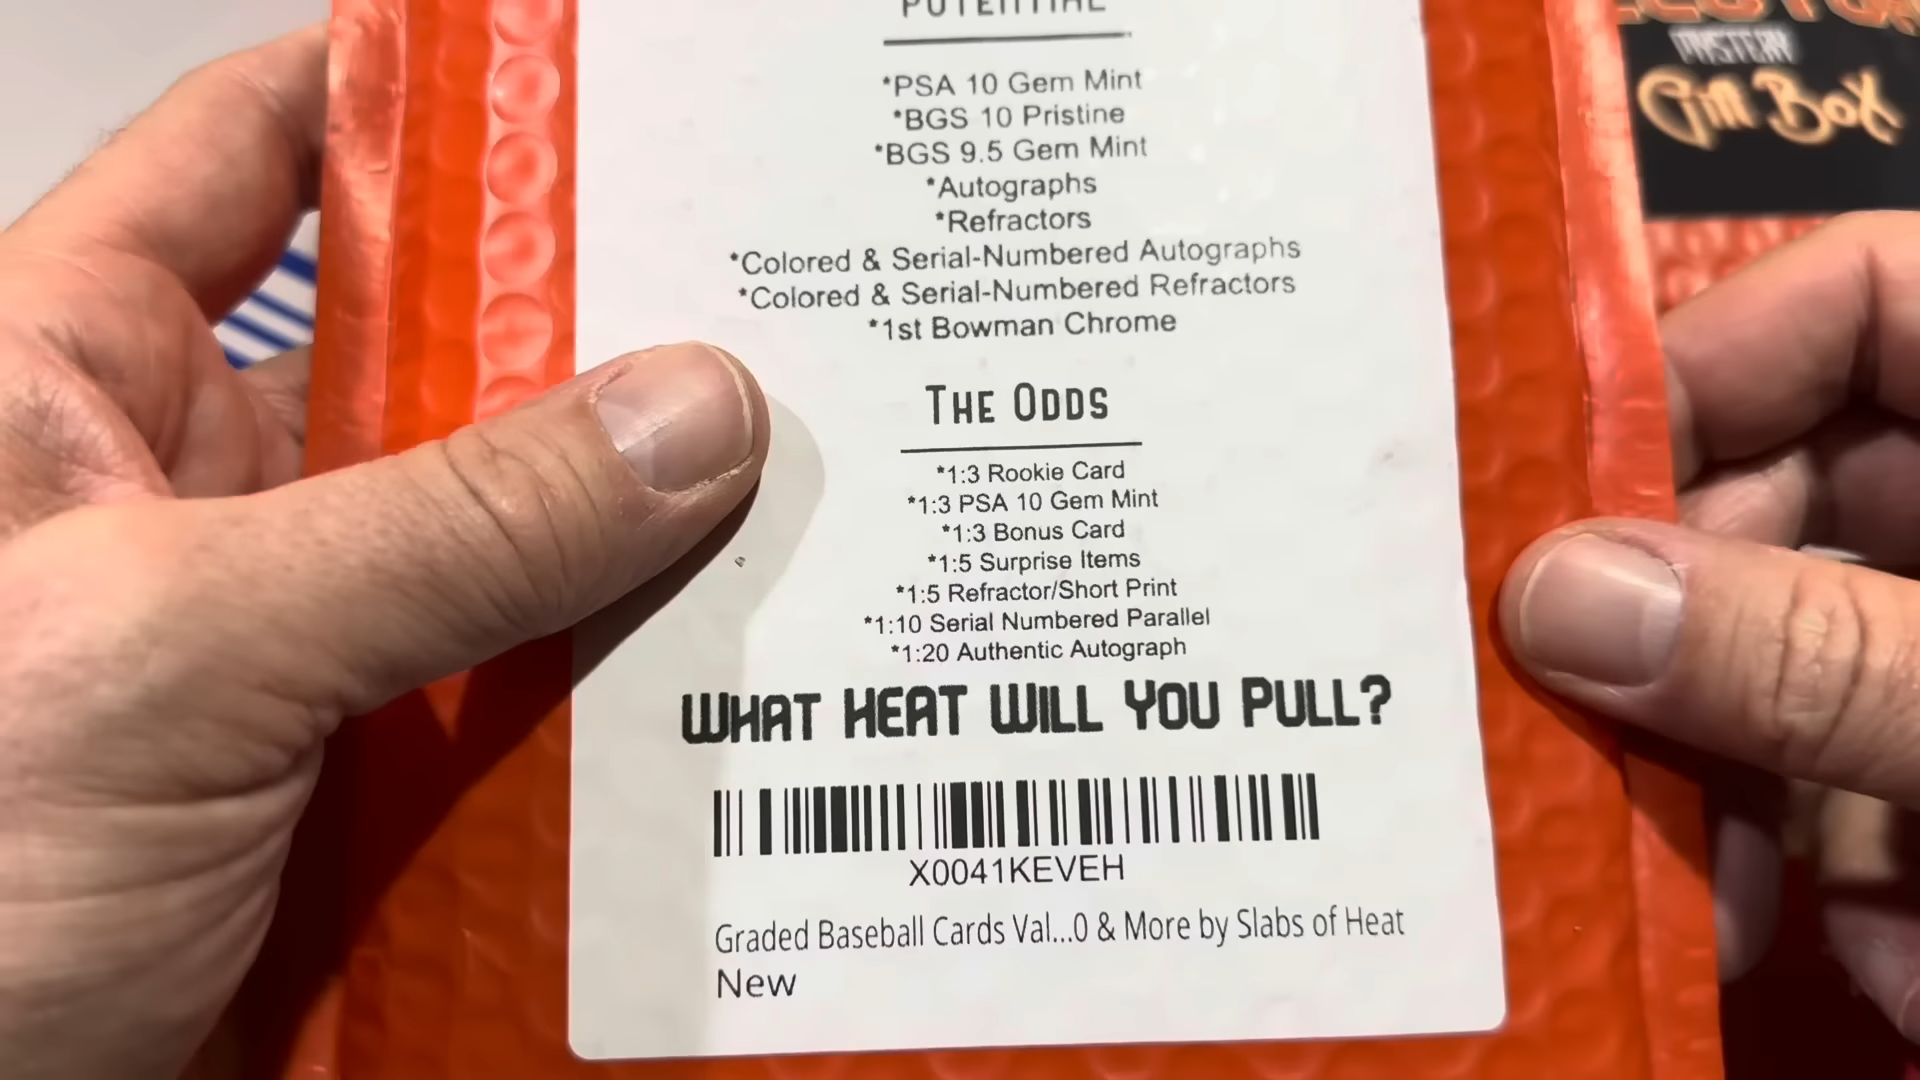 POTENTIAL
*PSA 10 Gem Mint
*BGS 10 Pristine
*BGS 9.5 Gem Mint
*Autographs
*Refractors
*Colored & Serial-Numbered Autographs
*Colored & Serial-Numbered Refractors
*1st Bowman Chrome
THE ODDS
*1:3 Rookie Card
*1:3 PSA 10 Gem Mint
*1:3 Bonus Card
*1:5 Surprise Items
*1:5 Refractor/Short Print
*1:10 Serial Numbered Parallel
*1:20 Authentic Autograph
WHAT HEAT WILL YOU PULL?
X0041KEVEH
Graded Baseball Cards Val...0 & More by Slabs of Heat
New
MYSTERY
Gift Box